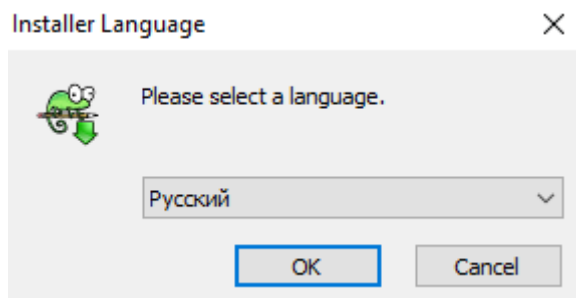 Installer Language
Please select a language.
Русский
OK
Cancel